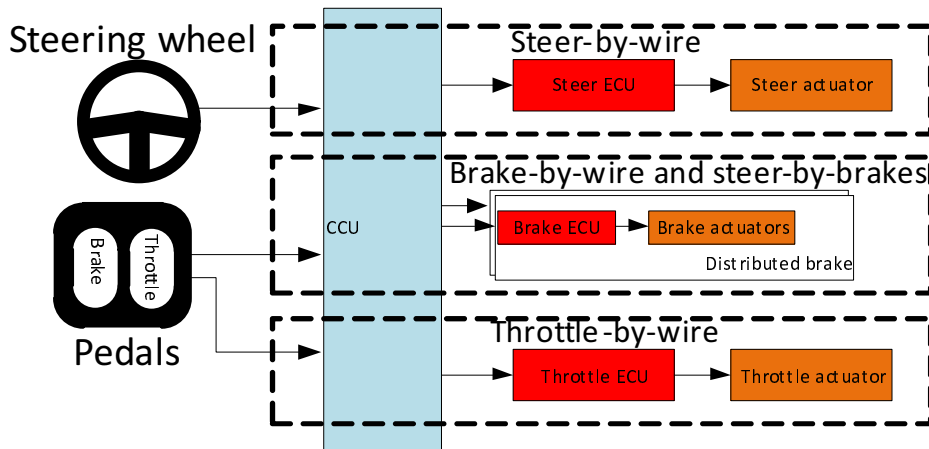 Steering wheel
Steer-by-wire
Steer ECU
Steer actuator
Brake-by-wire and steer-by-brakes
CCU
Brake ECU
Brake actuators
Distributed brake
Brake
Throttle
Pedals
Throttle-by-wire
Throttle ECU
Throttle actuator